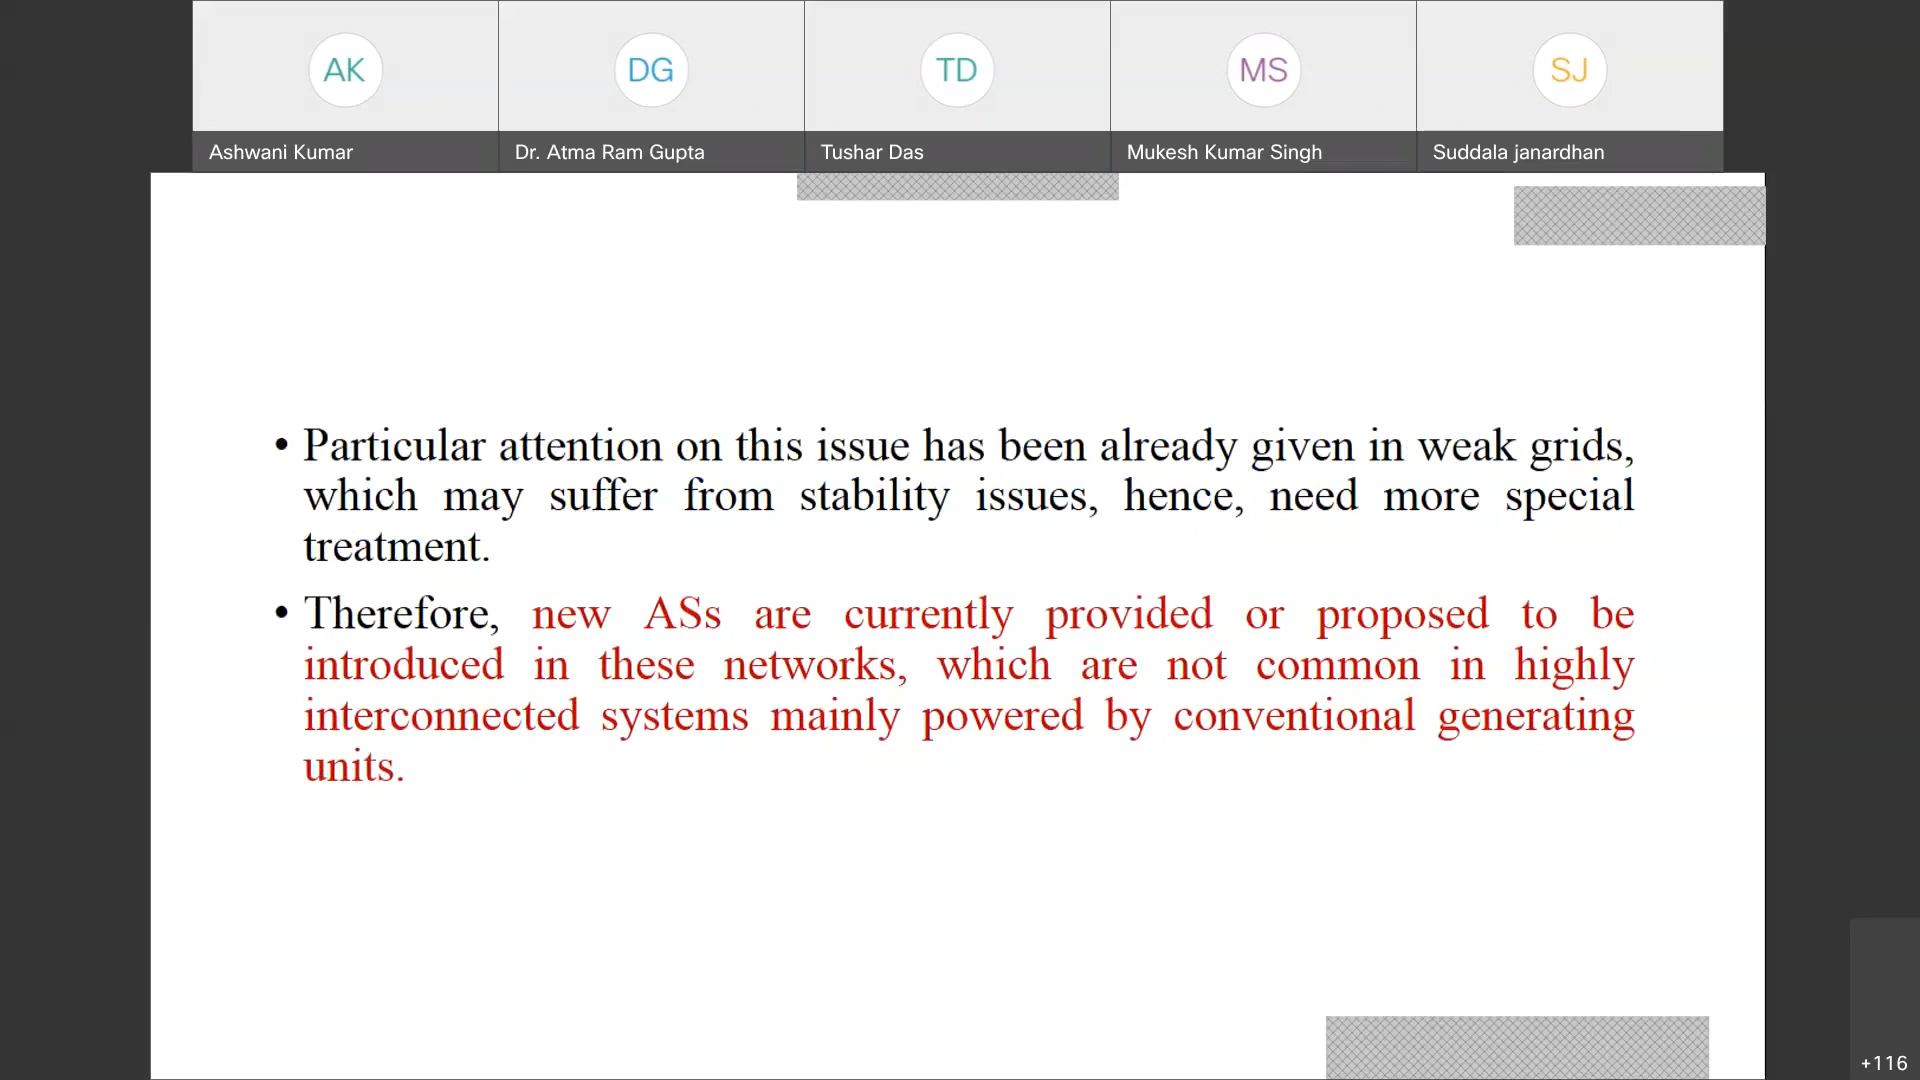 AK
DG
TD
MS
SJ
Ashwani Kumar
Dr. Atma Ram Gupta
Tushar Das
Mukesh Kumar Singh
Suddala janardhan
• Particular attention on this issue has been already given in weak grids,
which may suffer from stability issues, hence, need more special
treatment.
• Therefore, new ASs are currently provided or proposed to be
introduced in these networks, which are not common in highly
interconnected systems mainly powered by conventional generating
units.
+116